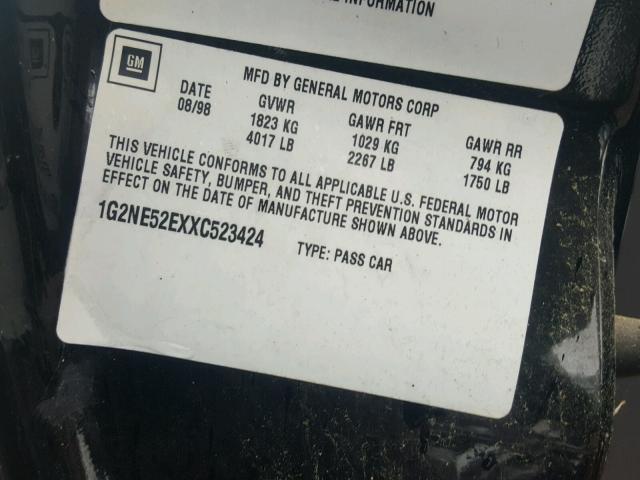 INFORMATION
GM
MFD BY GENERAL MOTORS CORP
DATE GVWR GAWR FRT GAWR RR
08/98 1823 KG 1029 KG 794 KG
4017 LB 2267 LB 1750 LB
THIS VEHICLE CONFORMS TO ALL APPLICABLE U.S. FEDERAL MOTOR
VEHICLE SAFETY, BUMPER, AND THEFT PREVENTION STANDARDS IN
EFFECT ON THE DATE OF MANUFACTURE SHOWN ABOVE.
1G2NE52EXXC523424 TYPE: PASS CAR